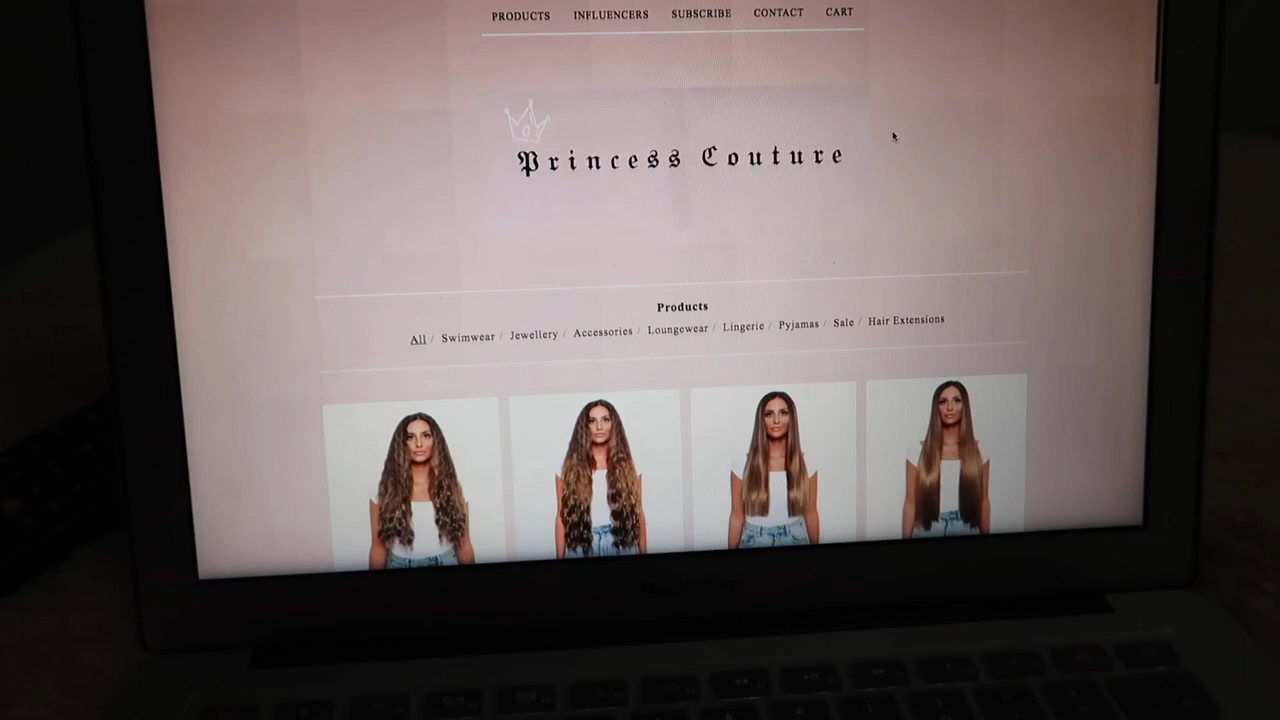 PRODUCTS INFLUENCERS SUBSCRIBE CONTACT CART
Princess Couture
Products
All / Swimwear / Jewellery / Accessories / Loungewear / Lingerie / Pyjamas / Sale / Hair Extensions